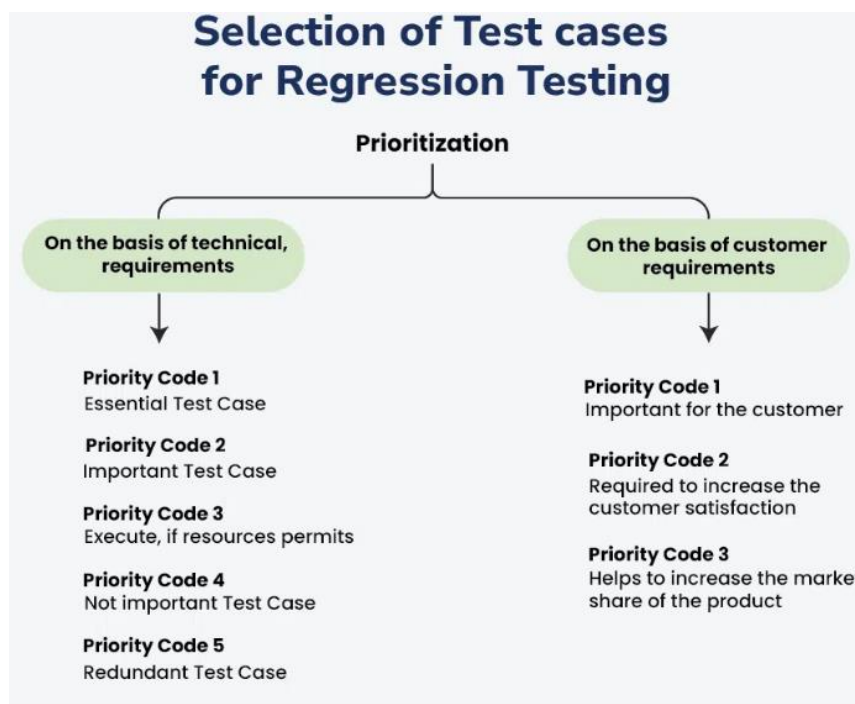 Selection of Test cases
for Regression Testing
Prioritization
On the basis of technical,
requirements
Priority Code 1
Essential Test Case
Priority Code 2
Important Test Case
Priority Code 3
Execute, if resources permits
Priority Code 4
Not important Test Case
Priority Code 5
Redundant Test Case
On the basis of customer
requirements
Priority Code 1
Important for the customer
Priority Code 2
Required to increase the
customer satisfaction
Priority Code 3
Helps to increase the marke
share of the product